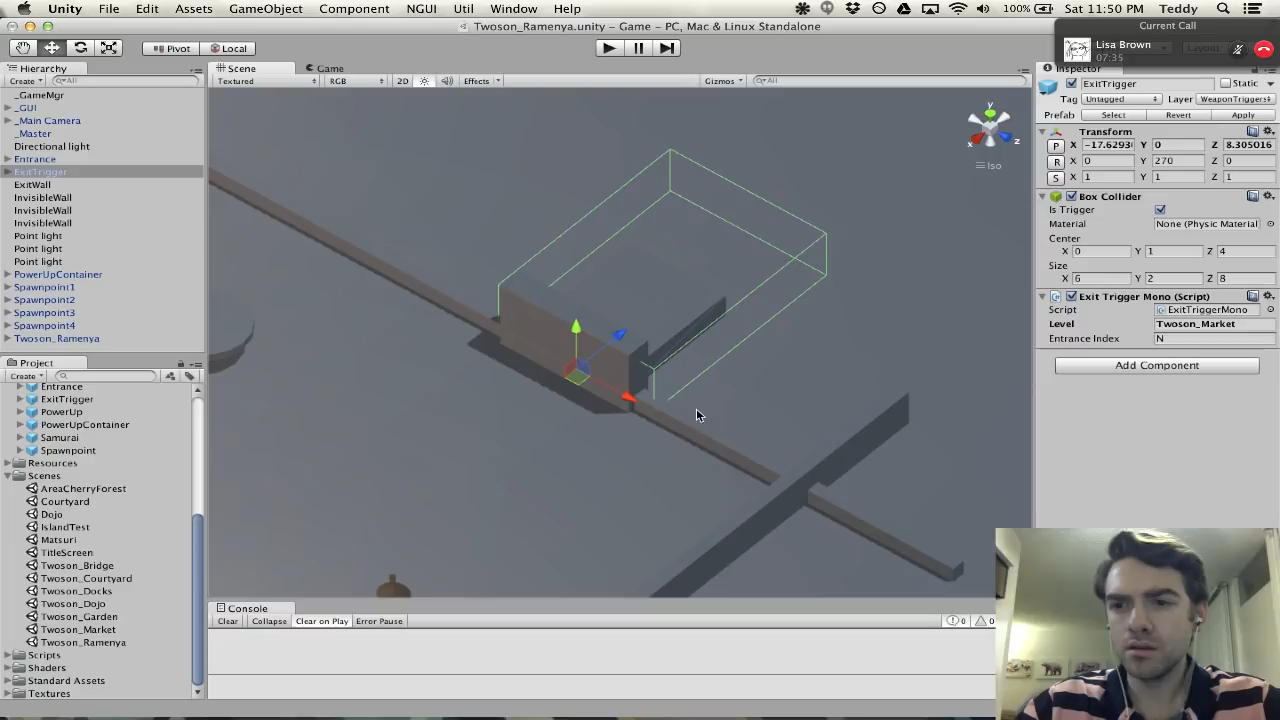 Unity File Edit Assets GameObject Component NGUI Util Window Help 100% Sat 11:50 PM Teddy
Twoson_Ramenya.unity - Game - PC, Mac & Linux Standalone
Current Call
Lisa Brown
07:35
Layout
Pivot Local
Hierarchy
Create All
_GameMgr
_GUI
_Main Camera
_Master
Directional light
Entrance
ExitTrigger
ExitWall
InvisibleWall
InvisibleWall
InvisibleWall
Point light
Point light
Point light
PowerUpContainer
Spawnpoint1
Spawnpoint2
Spawnpoint3
Spawnpoint4
Twoson_Ramenya
Project
Create
Entrance
ExitTrigger
PowerUp
PowerUpContainer
Samurai
Spawnpoint
Resources
Scenes
AreaCherryForest
Courtyard
Dojo
IslandTest
Matsuri
TitleScreen
Twoson_Bridge
Twoson_Courtyard
Twoson_Docks
Twoson_Dojo
Twoson_Garden
Twoson_Market
Twoson_Ramenya
Scripts
Shaders
Standard Assets
Textures
Scene Game
Textured RGB 2D Effects Gizmos All
y
x
z
Iso
Console
Clear Collapse Clear on Play Error Pause 0 0
Inspector
ExitTrigger Static
Tag Untagged Layer WeaponTriggers
Prefab Select Revert Apply
Transform
P X -17.6293 Y 0 Z 8.305016
R X 0 Y 270 Z 0
S X 1 Y 1 Z 1
Box Collider
Is Trigger
Material None (Physic Material
Center
X 0 Y 1 Z 4
Size
X 6 Y 2 Z 8
Exit Trigger Mono (Script)
Script ExitTriggerMono
Level Twoson_Market
Entrance Index N
Add Component